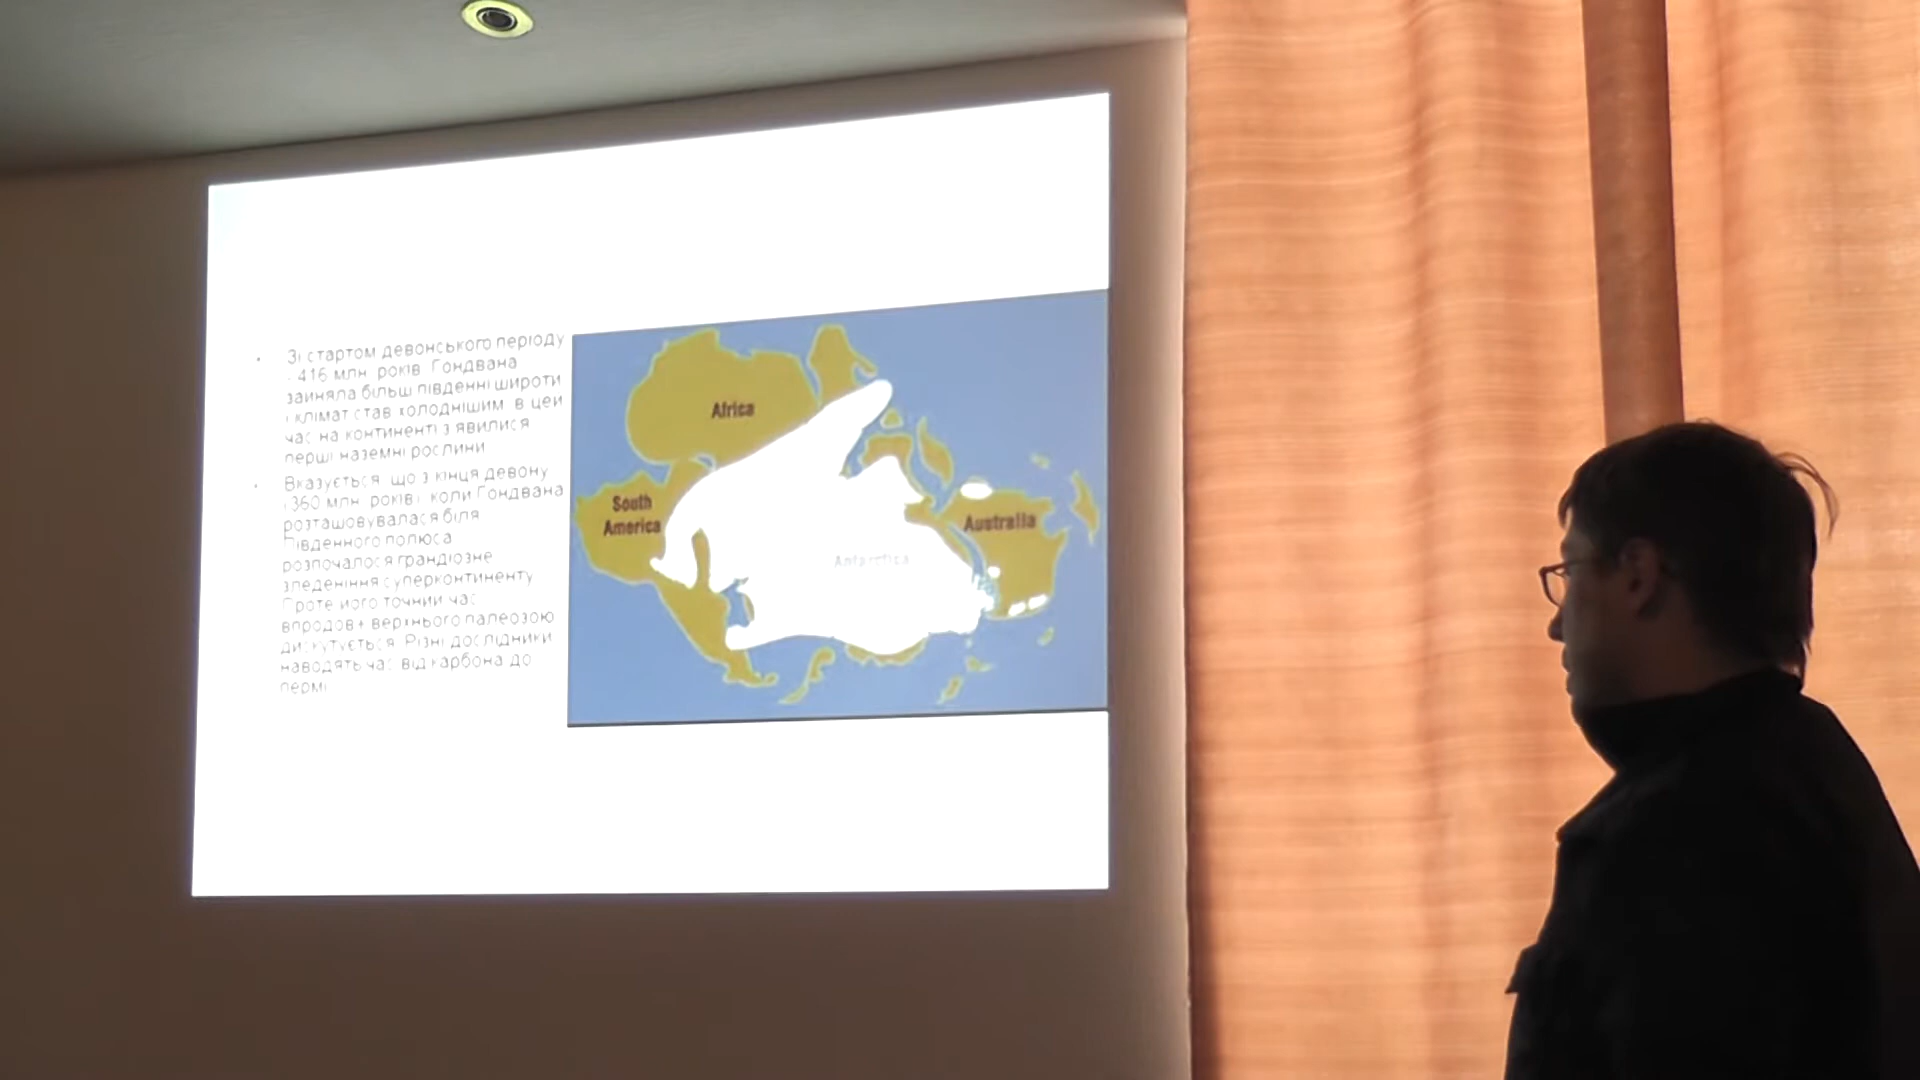 Зі стартом девонського періоду
- 416 млн. років Гондвана
зайняла більш південні широти
і клімат став холоднішим. в цей
час на континенті з явилися
перші наземні рослини
Вказується, що з кінця девону
(360 млн. років) коли Гондвана
розташовувалася біля
Південного полюса
розпочалося грандіозне
зледеніння суперконтиненту
Проте його точний час
впродовж верхнього палеозою
дискутується. Різні дослідники
наводять час від карбона до
пермі
Africa
South
America
Australia
Antarctica